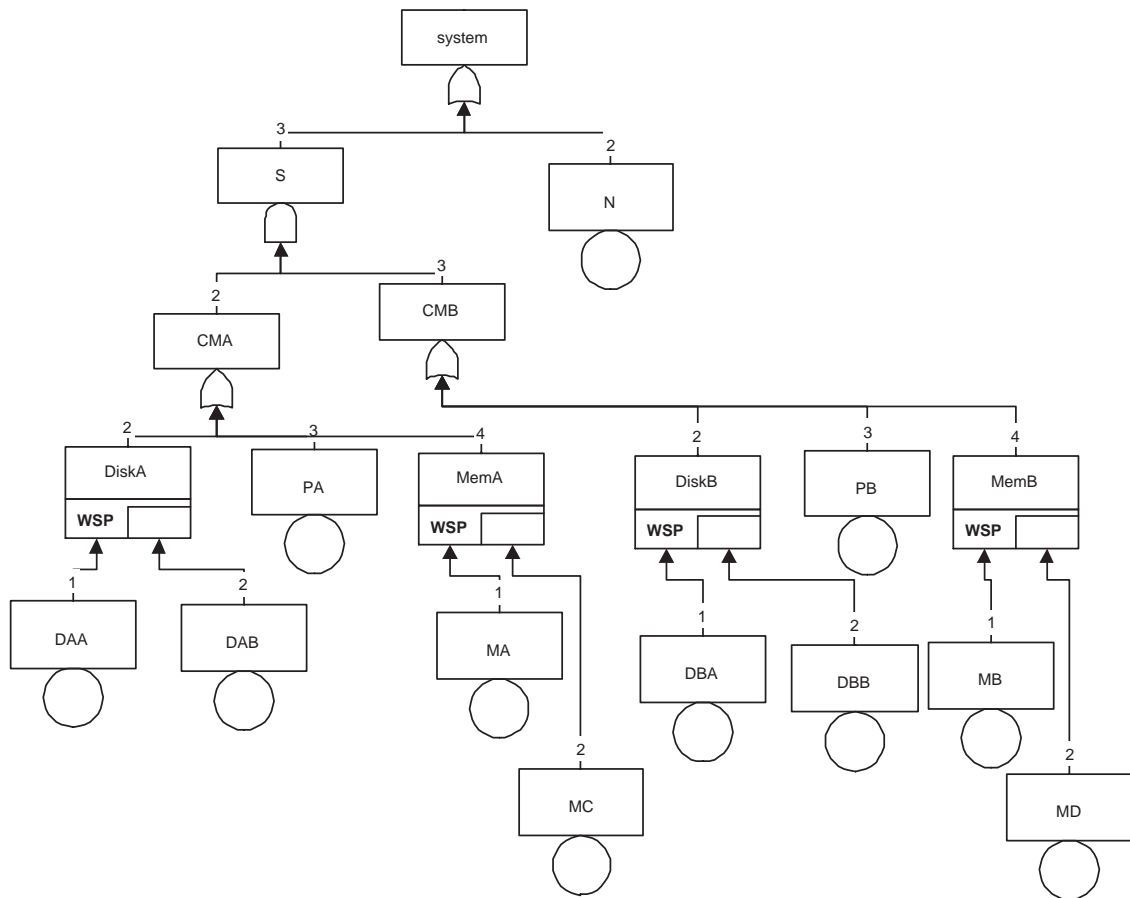 system
3
2
S
N
3
2
CMB
CMA
2
3
4
2
3
4
DiskA
PA
MemA
DiskB
PB
MemB
WSP
WSP
WSP
WSP
1
2
1
1
2
1
DAA
DAB
MA
DBA
DBB
MB
2
2
MC
MD